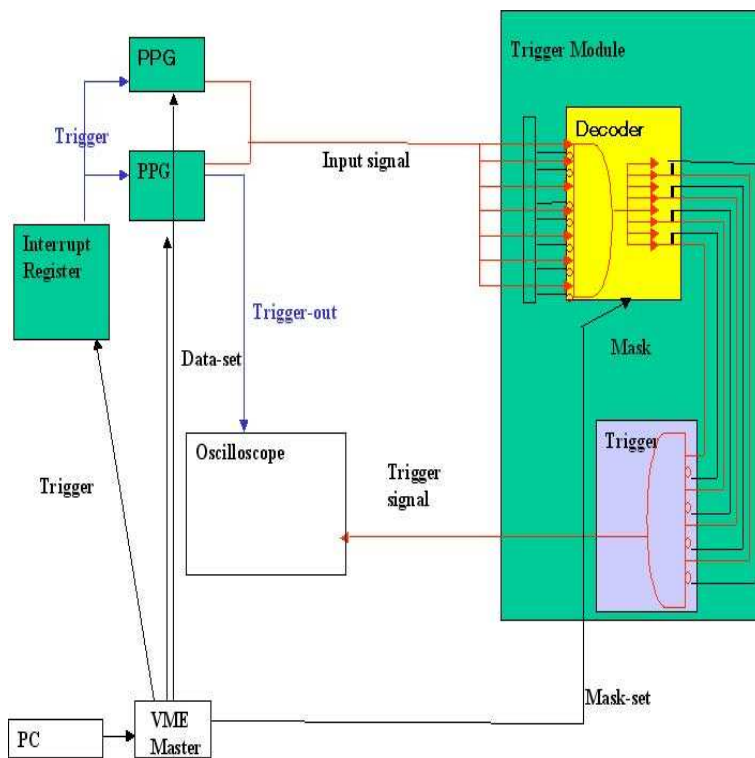 PPG
Trigger Module
Trigger
Decoder
PPG
Input signal
Interrupt
Register
Trigger-out
Mask
Data-set
Oscilloscope
Trigger
Trigger
signal
Trigger
Mask-set
PC
VME
Master